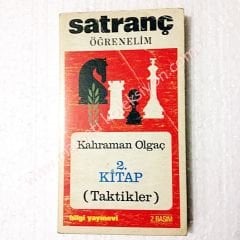 satranç
ÖĞRENELİM
Kahraman Olgaç
2.
KİTAP
(Taktikler)
bilgi yayınevi
2. BASIM